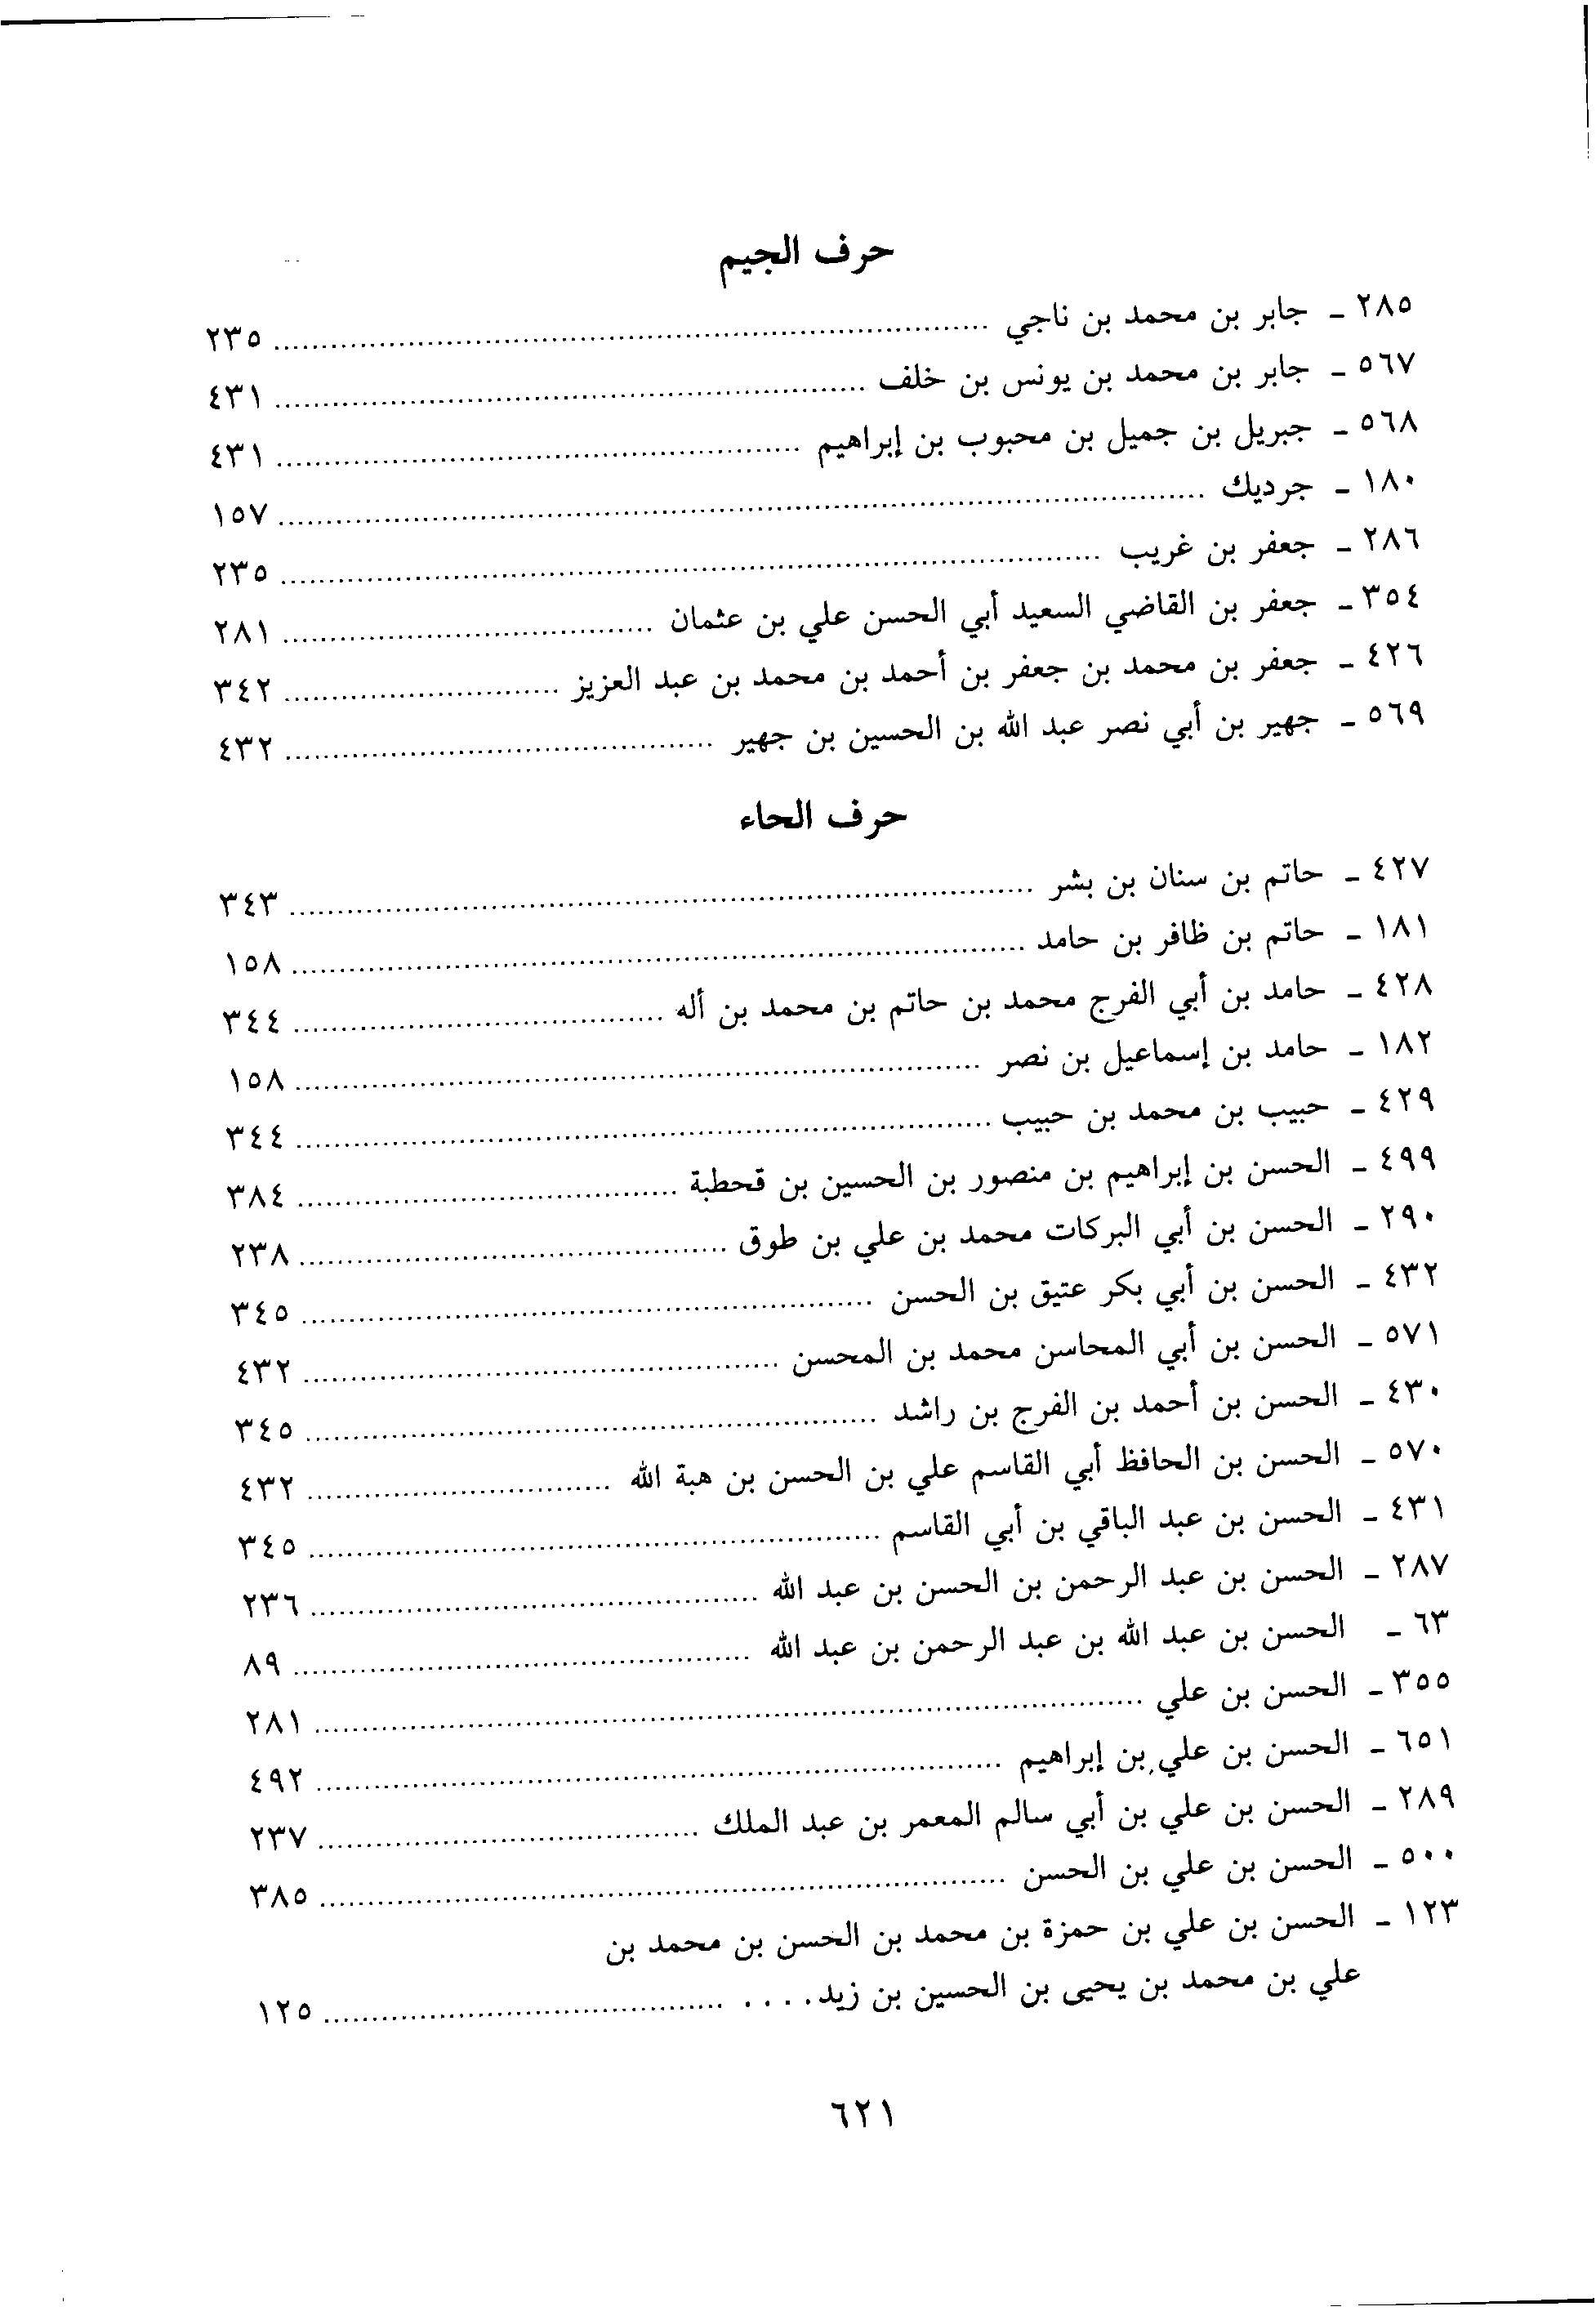 حرف الجيم
٢٨٥ ـ جابر بن محمد بن ناجي ........................ ٢٣٥
٥٦٧ ـ جابر بن محمد بن يونس بن خلف ........................ ٤٣١
٥٦٨ ـ جبريل بن جميل بن محبوب بن إبراهيم ........................ ٤٣١
١٨٠ ـ جرديك ........................ ١٥٧
٢٨٦ ـ جعفر بن غريب ........................ ٢٣٥
٣٥٤ ـ جعفر بن القاضي السعيد أبي الحسن علي بن عثمان ........................ ٢٨١
٤٢٦ ـ جعفر بن محمد بن جعفر بن أحمد بن محمد بن عبد العزيز ........................ ٣٤٢
٥٦٩ ـ جهير بن أبي نصر عبد الله بن الحسين بن جهير ........................ ٤٣٢
حرف الحاء
٤٢٧ ـ حاتم بن سنان بن بشر ........................ ٣٤٣
١٨١ ـ حاتم بن ظافر بن حامد ........................ ١٥٨
٤٢٨ ـ حامد بن أبي الفرج محمد بن حاتم بن محمد بن أله ........................ ٣٤٤
١٨٢ ـ حامد بن إسماعيل بن نصر ........................ ١٥٨
٤٢٩ ـ حبيب بن محمد بن حبيب ........................ ٣٤٤
٤٩٩ ـ الحسن بن إبراهيم بن منصور بن الحسين بن قحطبة ........................ ٣٨٤
٢٩٠ ـ الحسن بن أبي البركات محمد بن علي بن طوق ........................ ٢٣٨
٤٣٢ ـ الحسن بن أبي بكر عتيق بن الحسن ........................ ٣٤٥
٥٧١ ـ الحسن بن أبي المحاسن محمد بن المحسن ........................ ٤٣٢
٤٣٠ ـ الحسن بن أحمد بن الفرج بن راشد ........................ ٣٤٥
٥٧٠ ـ الحسن بن الحافظ أبي القاسم علي بن الحسن بن هبة الله ........................ ٤٣٢
٤٣١ ـ الحسن بن عبد الباقي بن أبي القاسم ........................ ٣٤٥
٢٨٧ ـ الحسن بن عبد الرحمن بن الحسن بن عبد الله ........................ ٢٣٦
٦٣ ـ الحسن بن عبد الله بن عبد الرحمن بن عبد الله ........................ ٨٩
٣٥٥ ـ الحسن بن علي ........................ ٢٨١
٦٥١ ـ الحسن بن علي بن إبراهيم ........................ ٤٩٢
٢٨٩ ـ الحسن بن علي بن أبي سالم المعمر بن عبد الملك ........................ ٢٣٧
٥٠٠ ـ الحسن بن علي بن الحسن ........................ ٣٨٥
١٢٣ ـ الحسن بن علي بن حمزة بن محمد بن الحسن بن محمد بن
علي بن محمد بن يحيى بن الحسين بن زيد.... ........................ ١٢٥
٦٢١